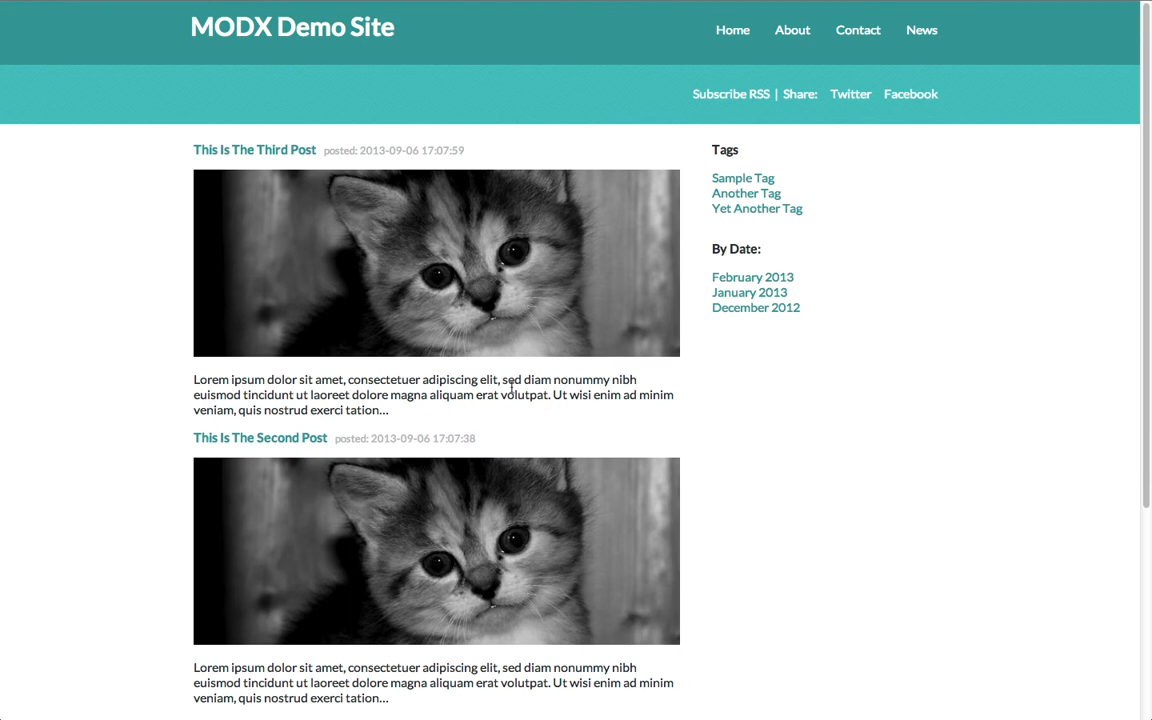 MODX Demo Site
Home About Contact News
Subscribe RSS | Share: Twitter Facebook
This Is The Third Post posted: 2013-09-06 17:07:59
Lorem ipsum dolor sit amet, consectetuer adipiscing elit, sed diam nonummy nibh
euismod tincidunt ut laoreet dolore magna aliquam erat volutpat. Ut wisi enim ad minim
veniam, quis nostrud exerci tation...
This Is The Second Post posted: 2013-09-06 17:07:38
Lorem ipsum dolor sit amet, consectetuer adipiscing elit, sed diam nonummy nibh
euismod tincidunt ut laoreet dolore magna aliquam erat volutpat. Ut wisi enim ad minim
veniam, quis nostrud exerci tation...
Tags
Sample Tag
Another Tag
Yet Another Tag
By Date:
February 2013
January 2013
December 2012